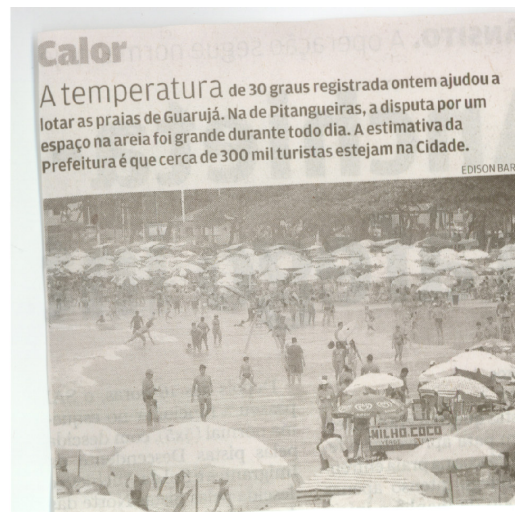 Calor
A temperatura de 30 graus registrada ontem ajudou a
lotar as praias de Guarujá. Na de Pitangueiras, a disputa por um
espaço na areia foi grande durante todo dia. A estimativa da
Prefeitura é que cerca de 300 mil turistas estejam na Cidade.
EDISON BAR
MILHO.COCO